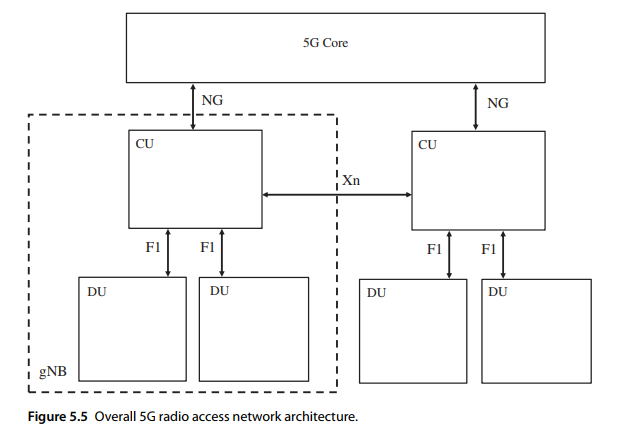 5G Core
NG
NG
CU
CU
Xn
F1
F1
F1
F1
DU
DU
DU
DU
gNB
Figure 5.5 Overall 5G radio access network architecture.